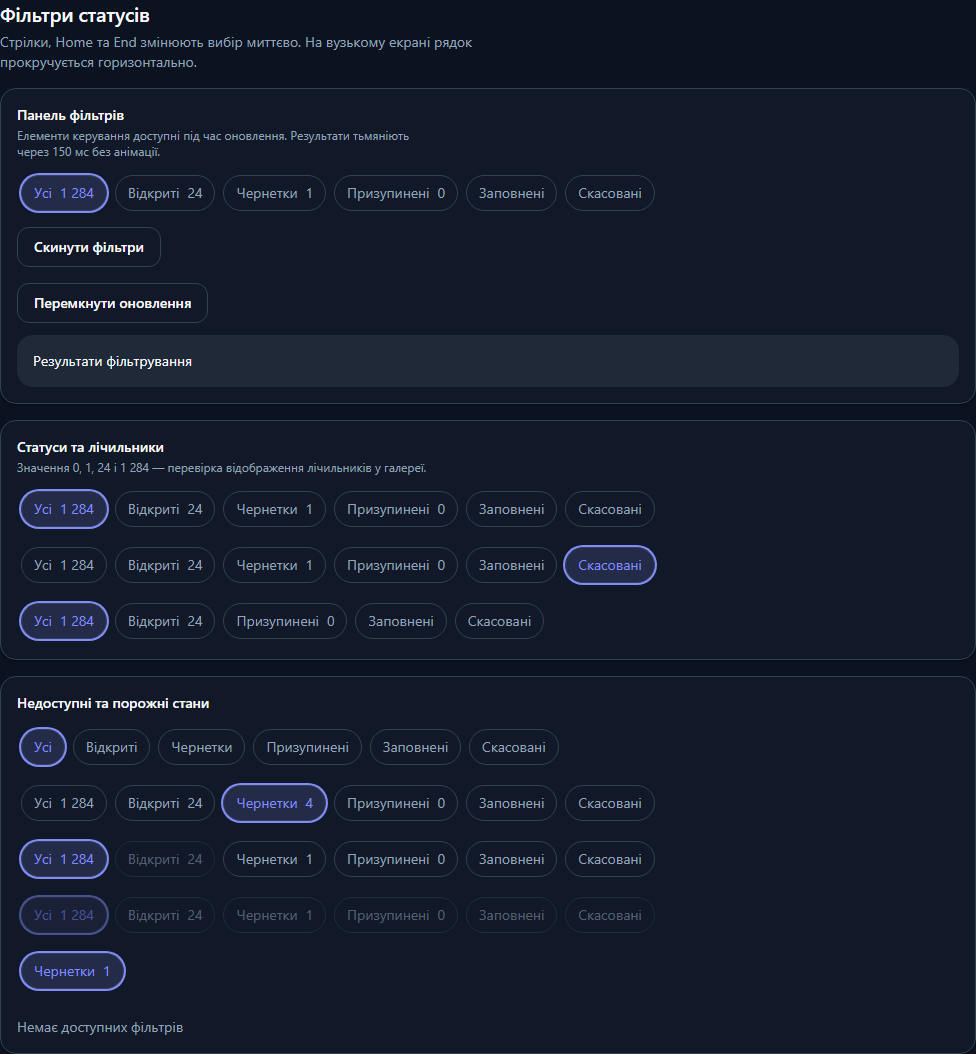 Фільтри статусів
Стрілки, Home та End змінюють вибір миттєво. На вузькому екрані рядок
прокручується горизонтально.
Панель фільтрів
Елементи керування доступні під час оновлення. Результати тьмяніють
через 150 мс без анімації.
Усі 1 284 Відкриті 24 Чернетки 1 Призупинені 0 Заповнені Скасовані
Скинути фільтри
Перемкнути оновлення
Результати фільтрування
Статуси та лічильники
Значення 0, 1, 24 і 1 284 — перевірка відображення лічильників у галереї.
Усі 1 284 Відкриті 24 Чернетки 1 Призупинені 0 Заповнені Скасовані
Усі 1 284 Відкриті 24 Чернетки 1 Призупинені 0 Заповнені Скасовані
Усі 1 284 Відкриті 24 Призупинені 0 Заповнені Скасовані
Недоступні та порожні стани
Усі Відкриті Чернетки Призупинені Заповнені Скасовані
Усі 1 284 Відкриті 24 Чернетки 4 Призупинені 0 Заповнені Скасовані
Усі 1 284 Відкриті 24 Чернетки 1 Призупинені 0 Заповнені Скасовані
Усі 1 284 Відкриті 24 Чернетки 1 Призупинені 0 Заповнені Скасовані
Чернетки 1
Немає доступних фільтрів